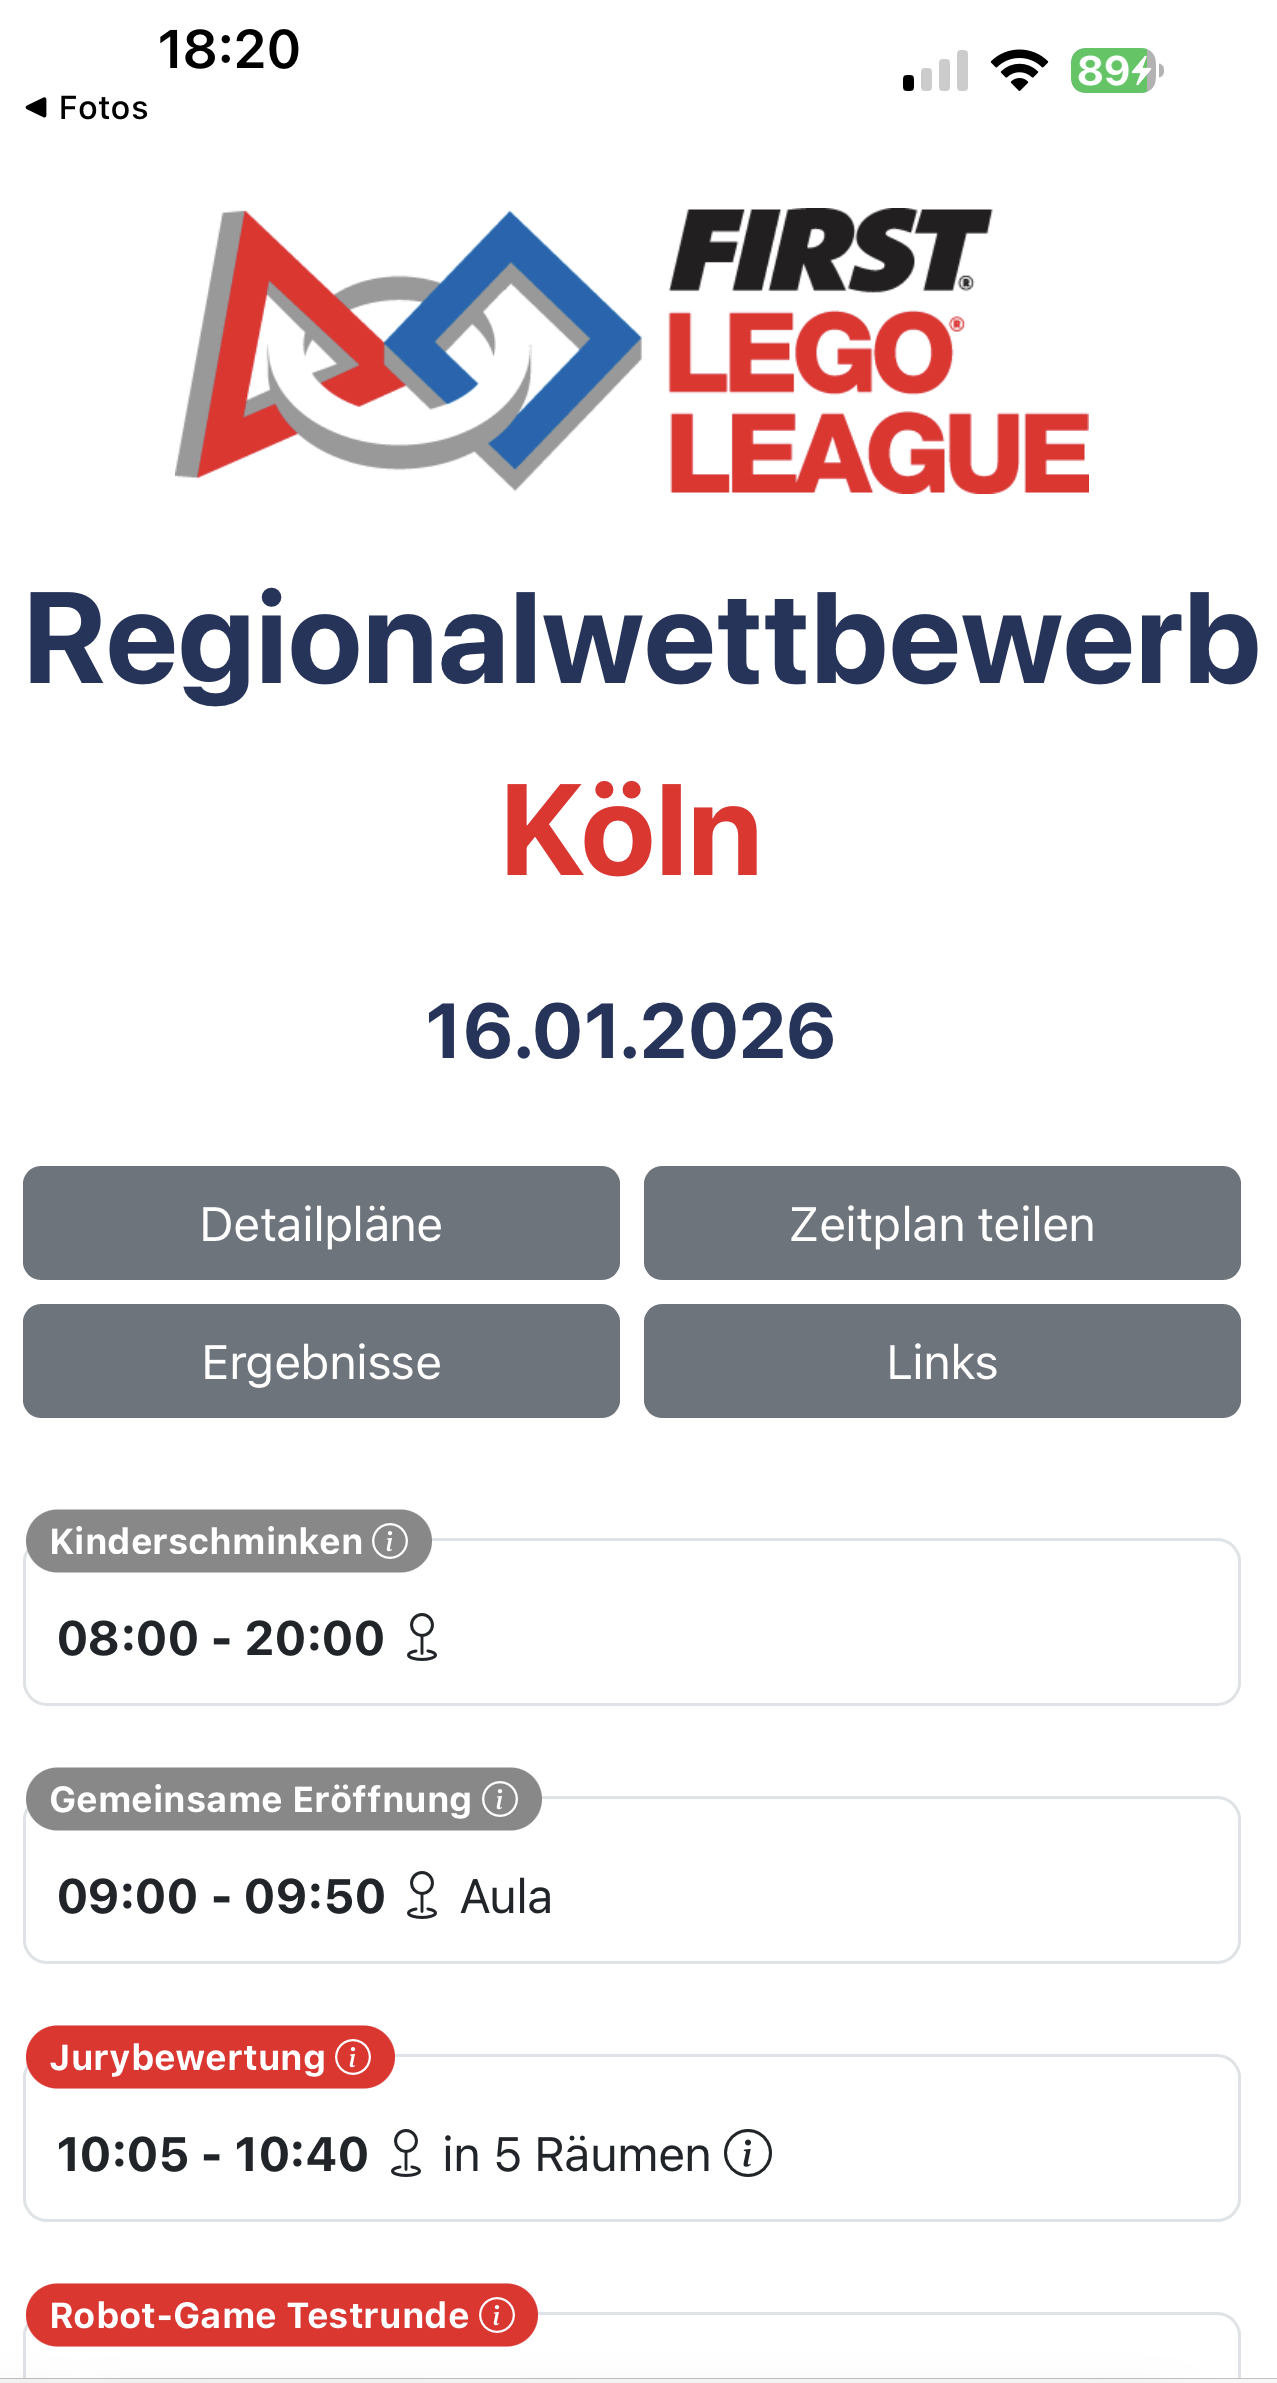 18:20
89
◀ Fotos
FIRST®
LEGO®
LEAGUE
Regionalwettbewerb
Köln
16.01.2026
Detailpläne
Zeitplan teilen
Ergebnisse
Links
Kinderschminken
08:00 - 20:00
Gemeinsame Eröffnung
09:00 - 09:50 Aula
Jurybewertung
10:05 - 10:40 in 5 Räumen
Robot-Game Testrunde